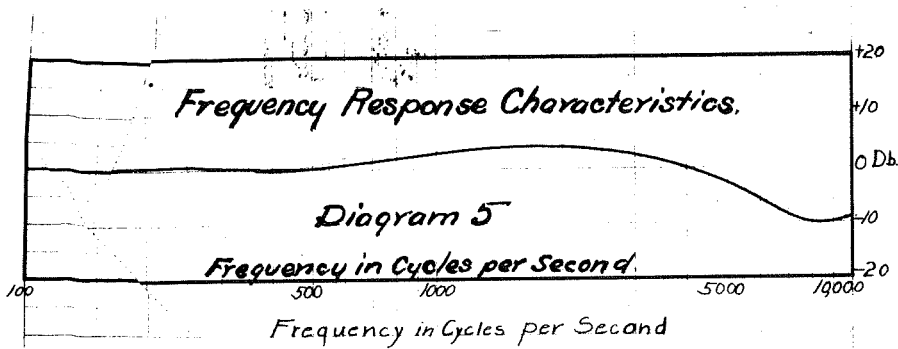 +20
Frequency Response Characteristics.
+10
0 Db.
Diagram 5
-10
Frequency in Cycles per Second.
-20
100 500 1000 5000 10000
Frequency in Cycles per Second